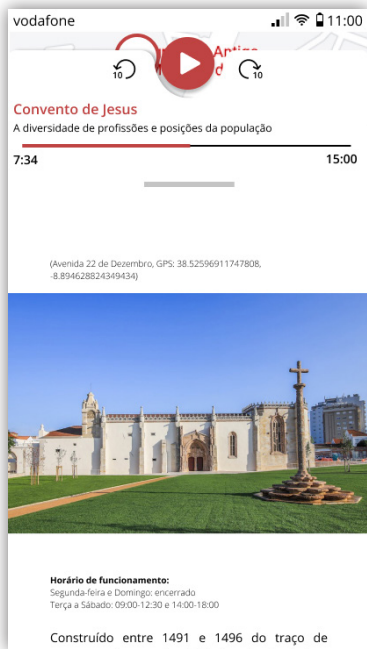 vodafone 11:00
Antigo
10 10
Convento de Jesus
A diversidade de profissões e posições da população
7:34 15:00
(Avenida 22 de Dezembro, GPS: 38.52596911747808,
-8.894628824349434)
Horário de funcionamento:
Segunda-feira e Domingo: encerrado
Terça a Sábado: 09:00-12:30 e 14:00-18:00
Construído entre 1491 e 1496 do traço de